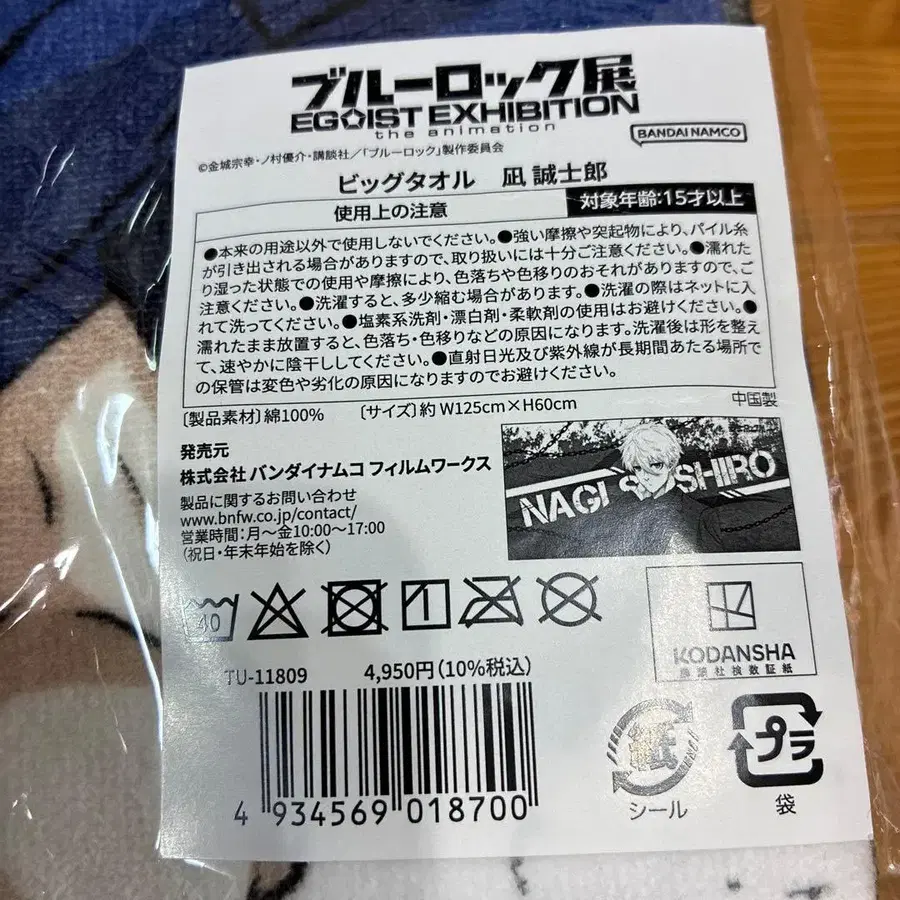 ブルーロック展
EGOIST EXHIBITION
the animation
BANDAI NAMCO
©金城宗幸・ノ村優介・講談社/「ブルーロック」製作委員会
ビッグタオル 凪 誠士郎
使用上の注意
対象年齢:15才以上
●本来の用途以外で使用しないでください。●強い摩擦や突起物により、パイル糸
が引き出される場合がありますので、取り扱いには十分ご注意ください。●濡れた
り湿った状態での使用や摩擦により、色落ちや色移りのおそれがありますので、ご
注意ください。●洗濯すると、多少縮む場合があります。●洗濯の際はネットに入
れて洗ってください。●塩素系洗剤・漂白剤・柔軟剤の使用はお避けください。●
濡れたまま放置すると、色落ち・色移りなどの原因になります。洗濯後は形を整え
て、速やかに陰干ししてください。●直射日光及び紫外線が長期間あたる場所で
の保管は変色や劣化の原因になりますのでお避けください。
〔製品素材〕綿100% 〔サイズ〕約 W125cm×H60cm
中国製
発売元
株式会社 バンダイナムコ フィルムワークス
製品に関するお問い合わせ
www.bnfw.co.jp/contact/
営業時間:月〜金10:00〜17:00
(祝日・年末年始を除く)
NAGI SEISHIRO
40
KODANSHA
講談社検数証紙
TU-11809 4,950円(10%税込)
4 934569 018700
紙
シール
プラ
袋